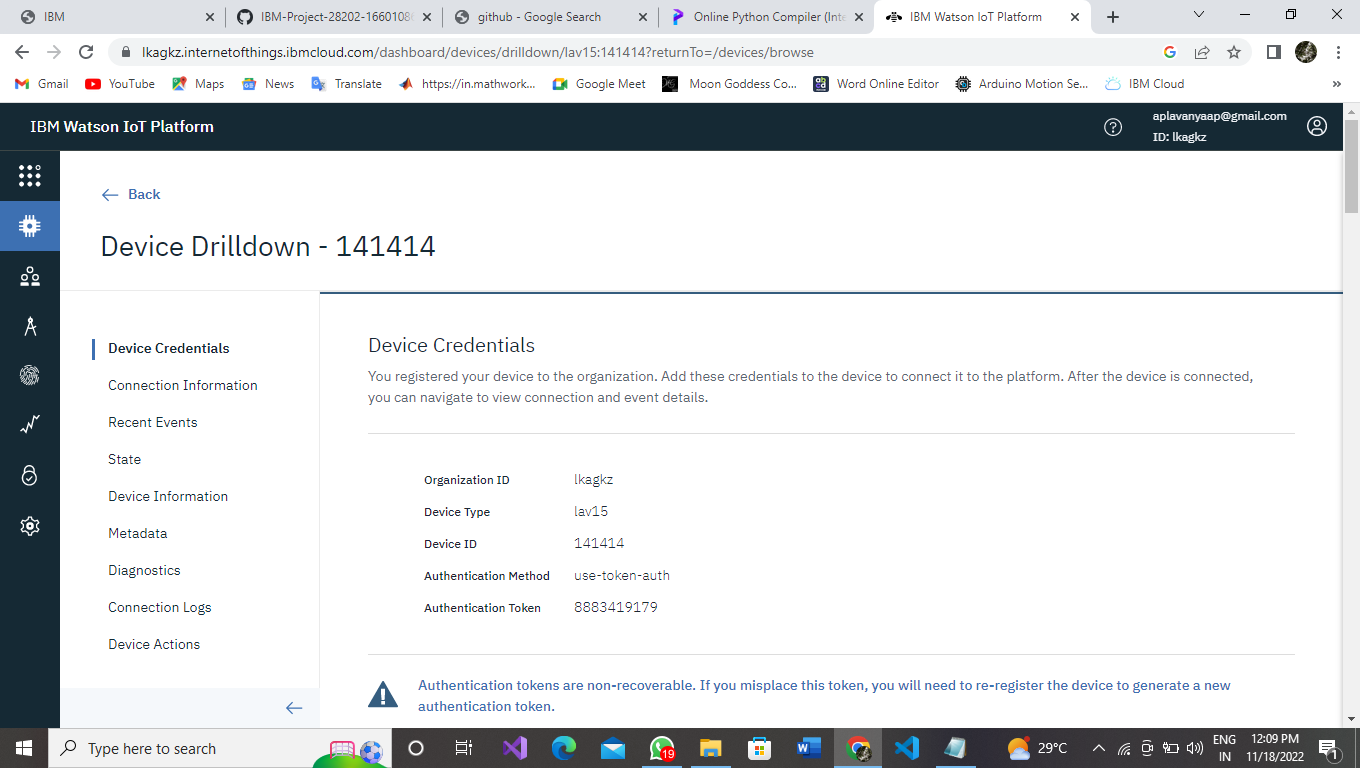 IBM
IBM-Project-28202-16601086
github - Google Search
Online Python Compiler (Inte
IBM Watson IoT Platform
lkagkz.internetofthings.ibmcloud.com/dashboard/devices/drilldown/lav15:141414?returnTo=/devices/browse
Gmail
YouTube
Maps
News
Translate
https://in.mathwork...
Google Meet
Moon Goddess Co...
Word Online Editor
Arduino Motion Se...
IBM Cloud
IBM Watson IoT Platform
aplavanyaap@gmail.com
ID: lkagkz
Back
Device Drilldown - 141414
Device Credentials
Connection Information
Recent Events
State
Device Information
Metadata
Diagnostics
Connection Logs
Device Actions
Device Credentials
You registered your device to the organization. Add these credentials to the device to connect it to the platform. After the device is connected,
you can navigate to view connection and event details.
Organization ID lkagkz
Device Type lav15
Device ID 141414
Authentication Method use-token-auth
Authentication Token 8883419179
Authentication tokens are non-recoverable. If you misplace this token, you will need to re-register the device to generate a new
authentication token.
Type here to search
19
29°C
ENG
IN
12:09 PM
11/18/2022
1